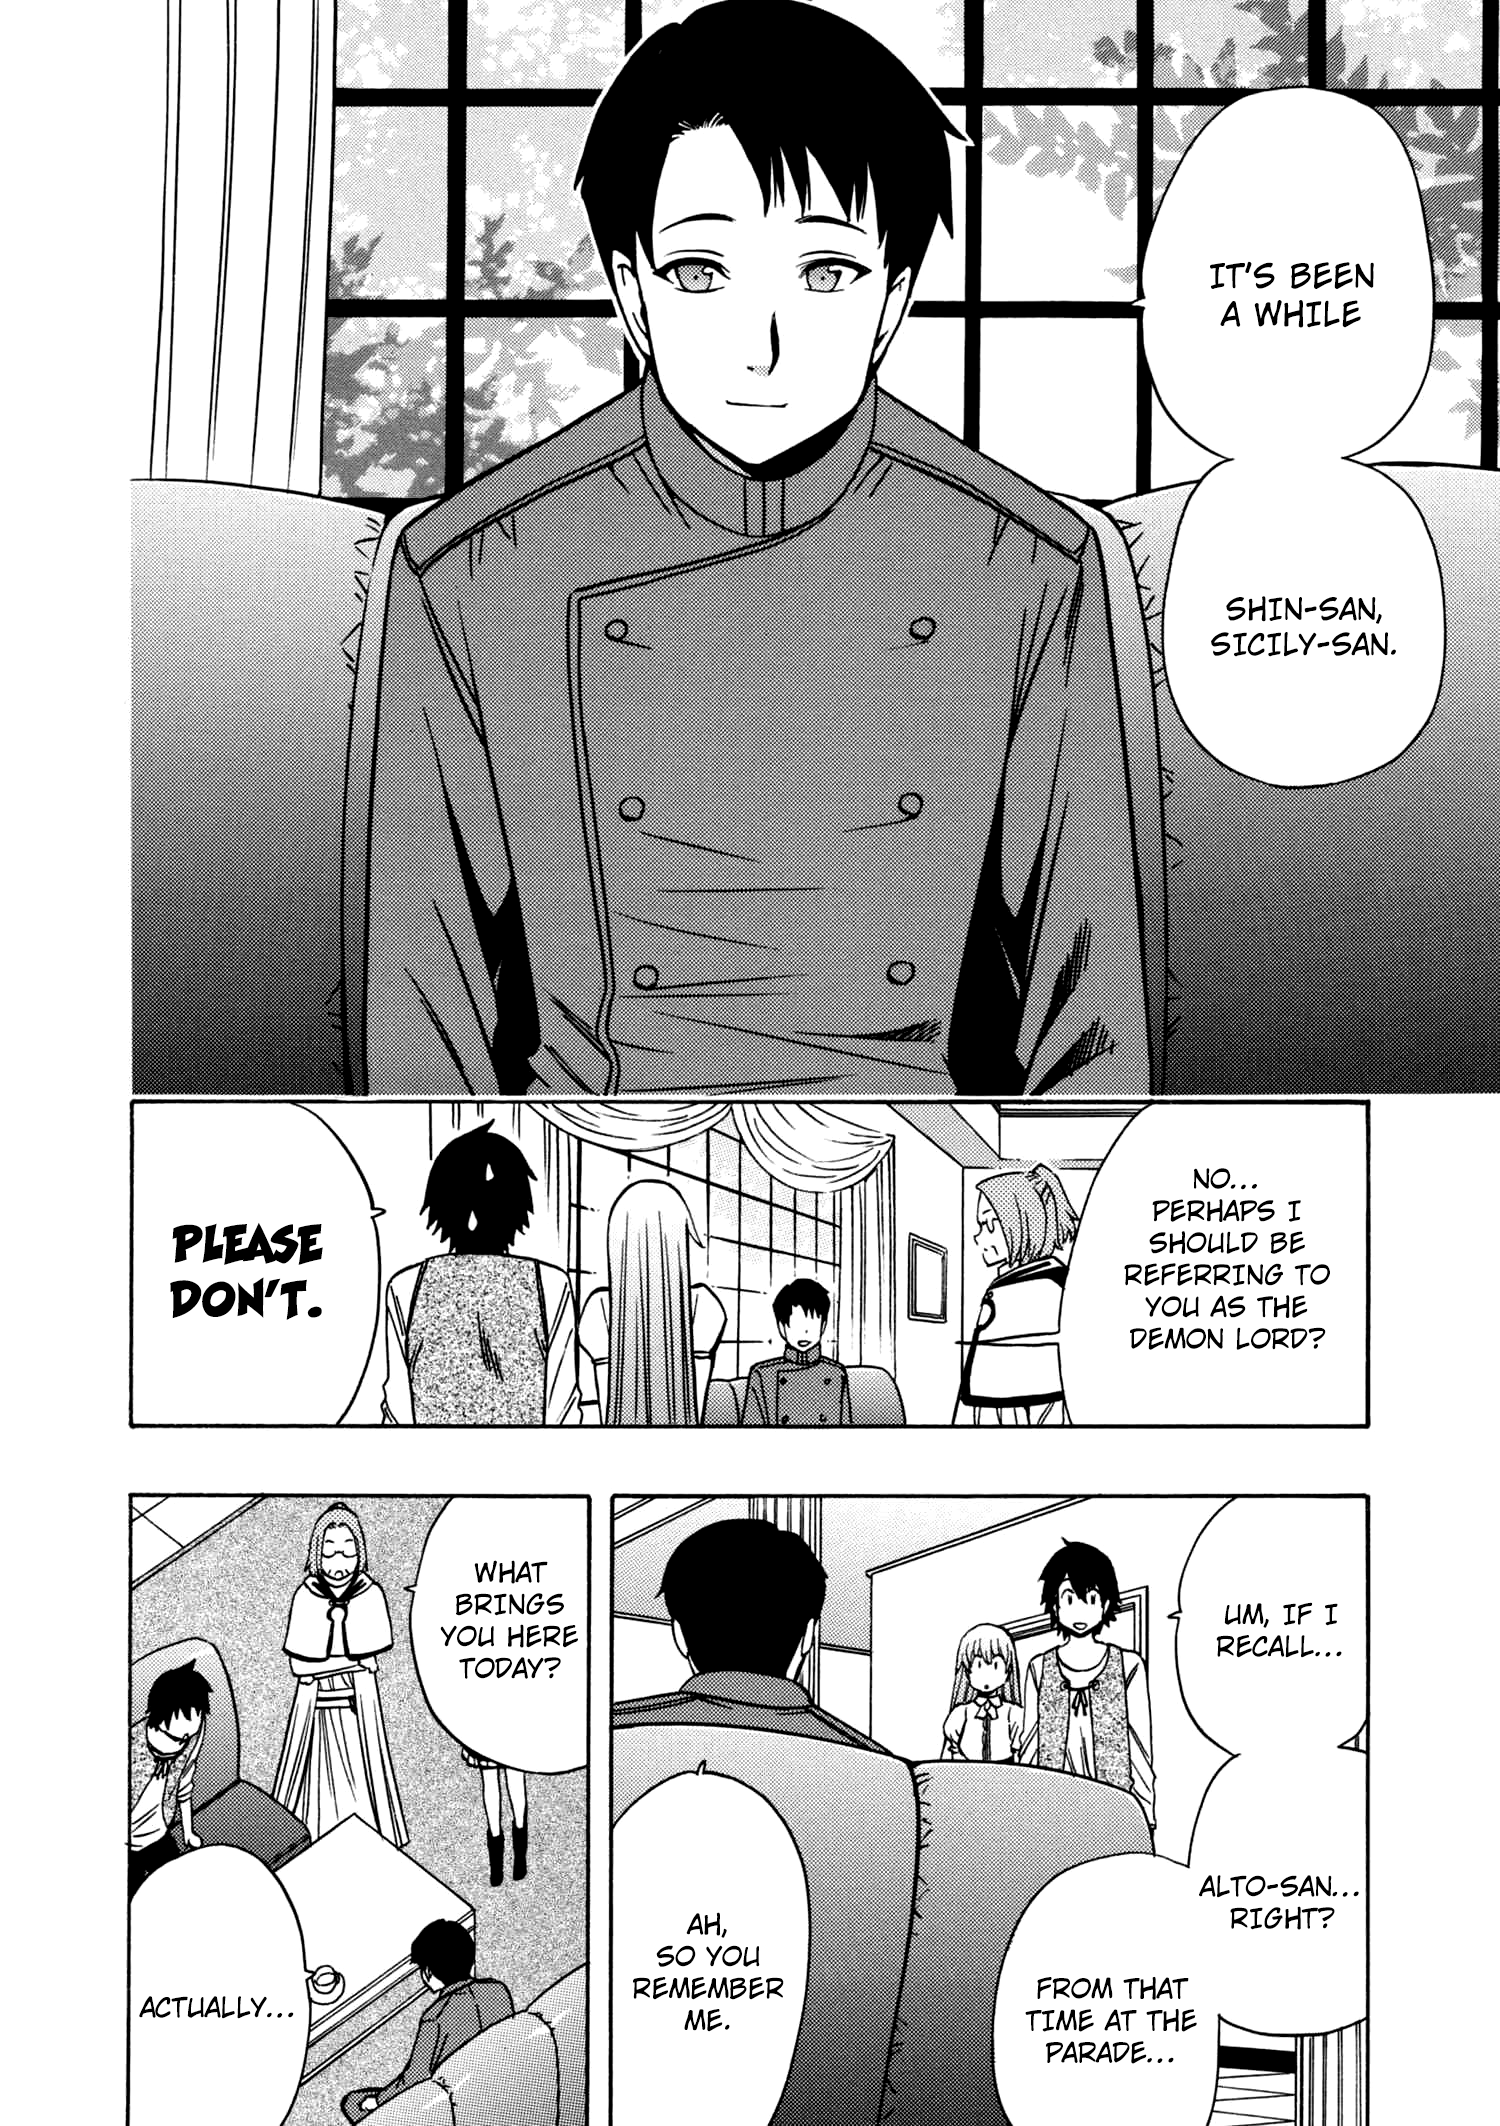 IT'S BEEN
A WHILE
SHIN-SAN,
SICILY-SAN.
NO...
PERHAPS I
SHOULD BE
REFERRING TO
YOU AS THE
DEMON LORD?
PLEASE
DON'T.
UM, IF I
RECALL...
ALTO-SAN...
RIGHT?
FROM THAT
TIME AT THE
PARADE...
AH,
SO YOU
REMEMBER
ME.
WHAT
BRINGS
YOU HERE
TODAY?
ACTUALLY...